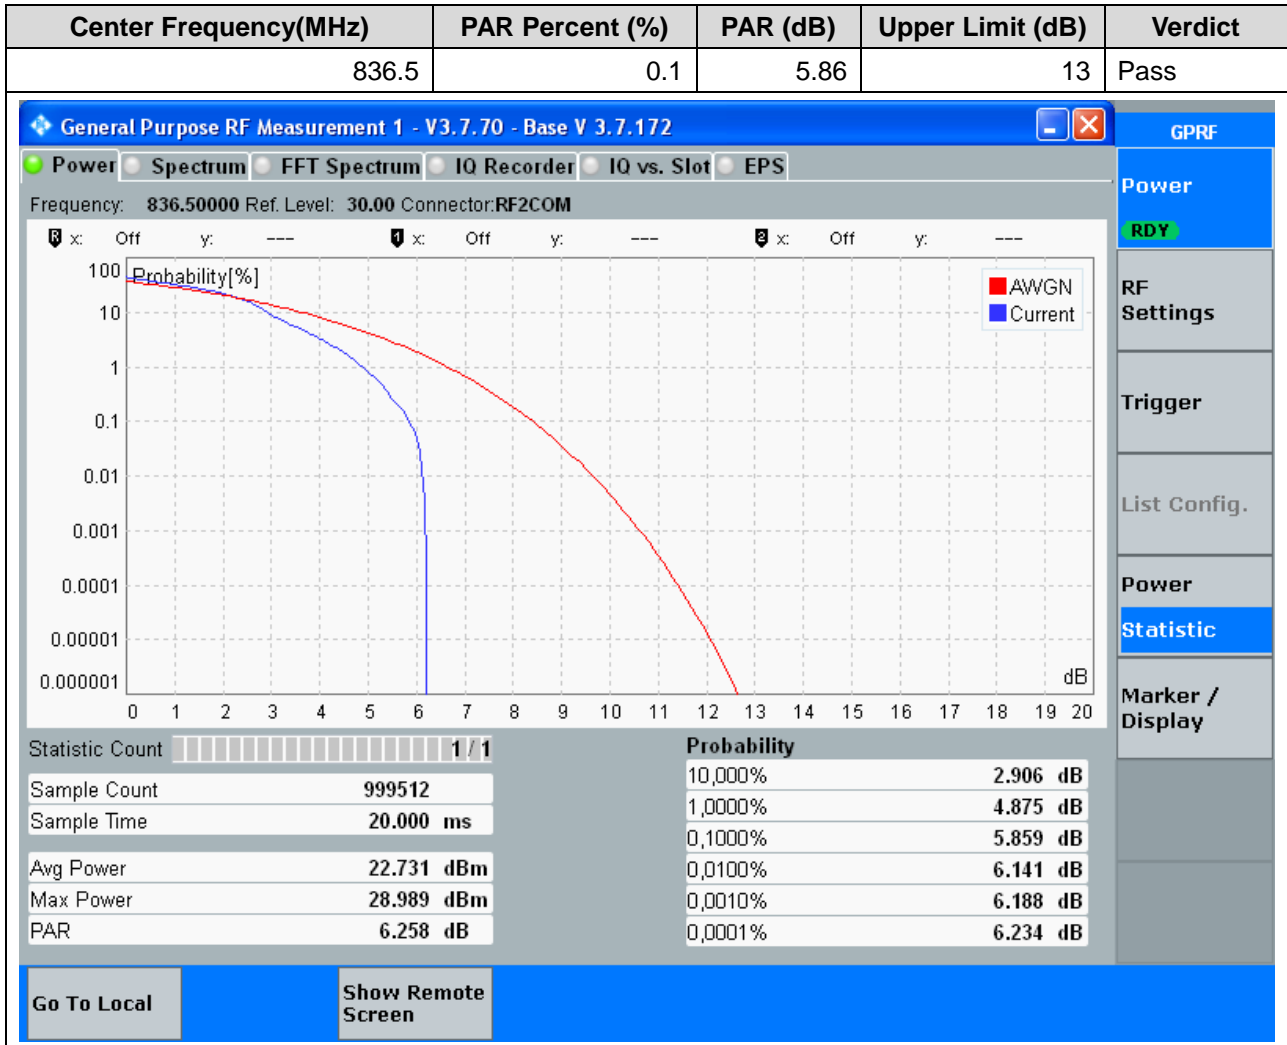 Center Frequency(MHz) PAR Percent (%) PAR (dB) Upper Limit (dB) Verdict
836.5 0.1 5.86 13 Pass
General Purpose RF Measurement 1 - V3.7.70 - Base V 3.7.172
GPRF
Power Spectrum FFT Spectrum IQ Recorder IQ vs. Slot EPS
Frequency: 836.50000 Ref. Level: 30.00 Connector:RF2COM
R x: Off y: --- 1 x: Off y: --- 2 x: Off y: ---
Probability[%]
100
10
1
0.1
0.01
0.001
0.0001
0.00001
0.000001
AWGN
Current
dB
0 1 2 3 4 5 6 7 8 9 10 11 12 13 14 15 16 17 18 19 20
Statistic Count 1 / 1
Sample Count 999512
Sample Time 20.000 ms
Avg Power 22.731 dBm
Max Power 28.989 dBm
PAR 6.258 dB
Probability
10,000% 2.906 dB
1,0000% 4.875 dB
0,1000% 5.859 dB
0,0100% 6.141 dB
0,0010% 6.188 dB
0,0001% 6.234 dB
Power
RDY
RF
Settings
Trigger
List Config.
Power
Statistic
Marker /
Display
Go To Local
Show Remote
Screen